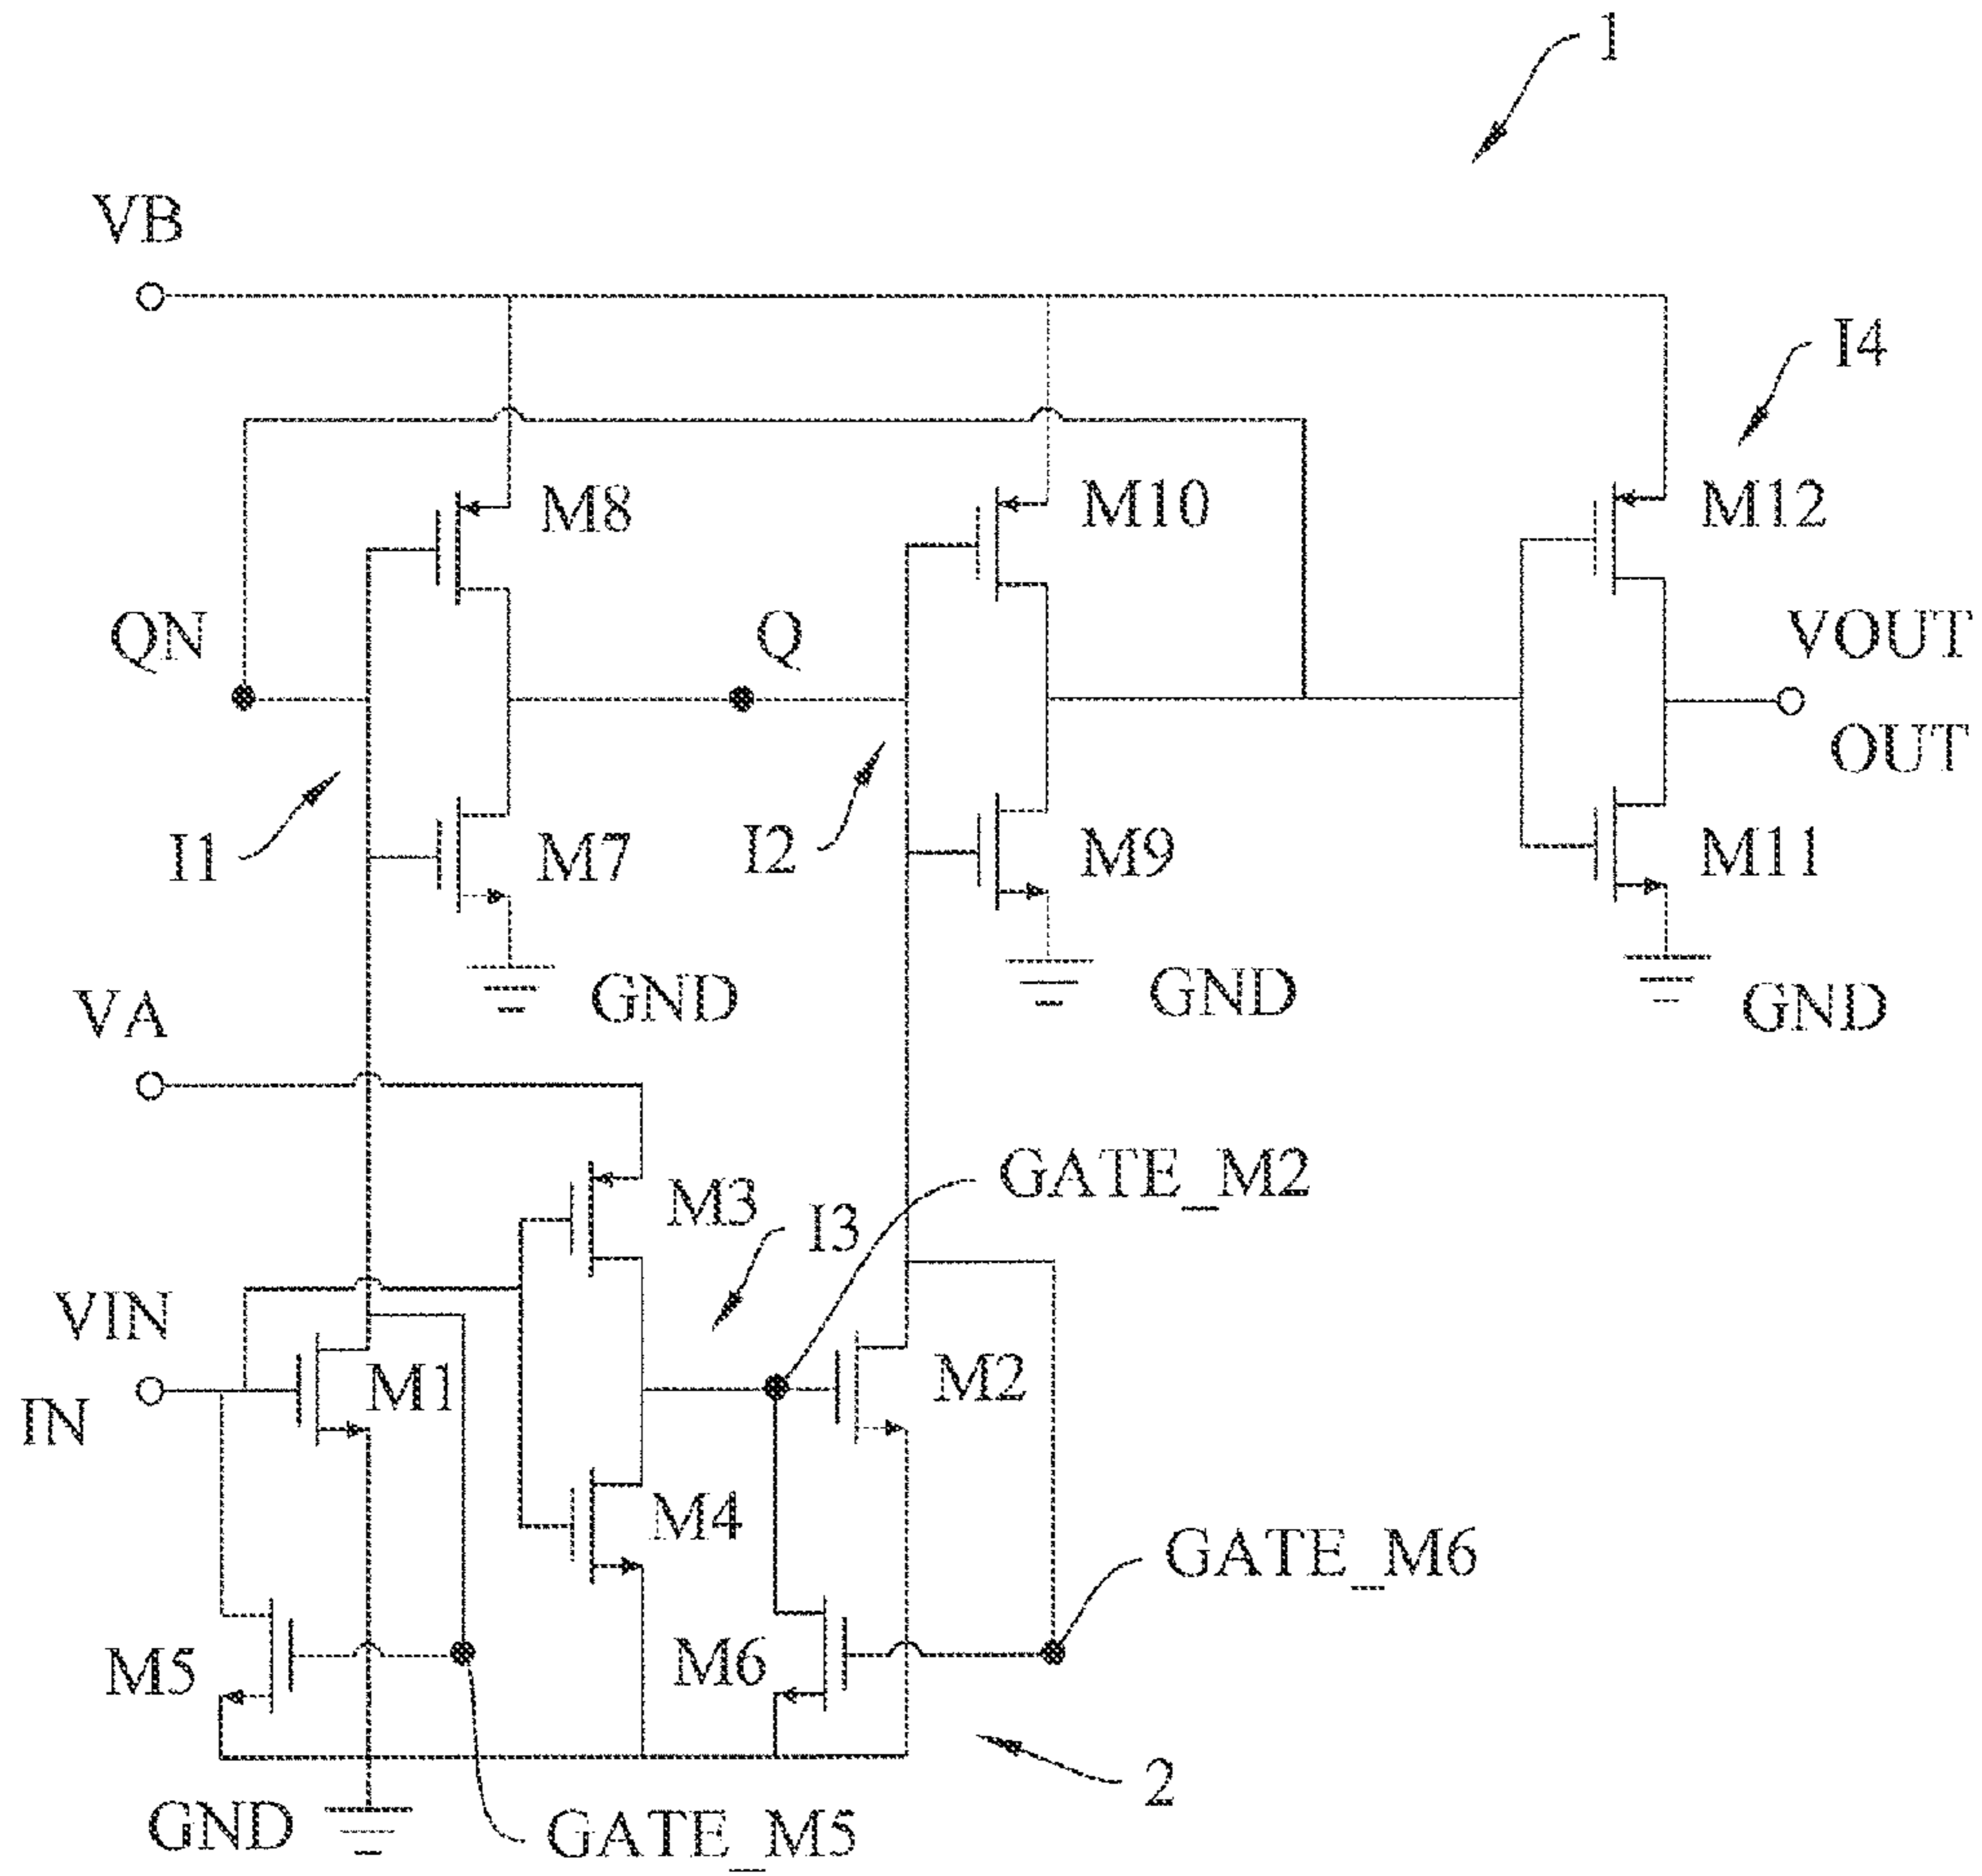 1
VB
I4
M8
M10
M12
QN
Q
VOUT
OUT
I1
M7
I2
M9
M11
GND
GND
GND
VA
M3
I3
GATE_M2
VIN
IN
M1
M2
M4
GATE_M6
M5
M6
2
GND
GATE_M5